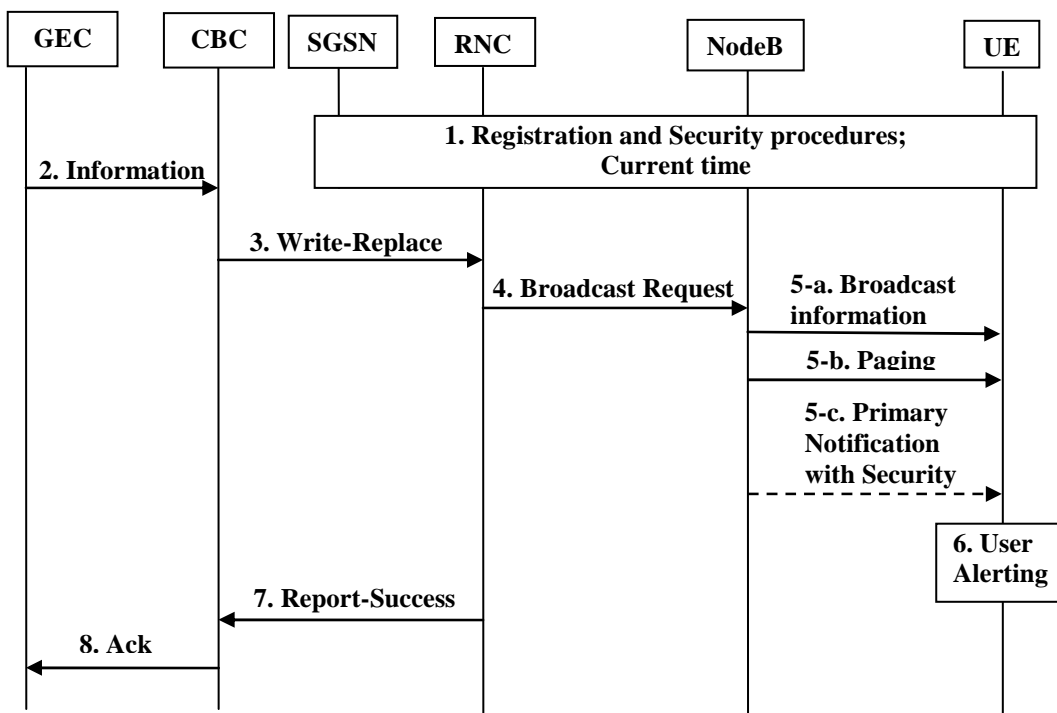 GEC
CBC
SGSN
RNC
NodeB
UE
1. Registration and Security procedures;
Current time
2. Information
3. Write-Replace
4. Broadcast Request
5-a. Broadcast
information
5-b. Paging
5-c. Primary
Notification
with Security
6. User
Alerting
7. Report-Success
8. Ack